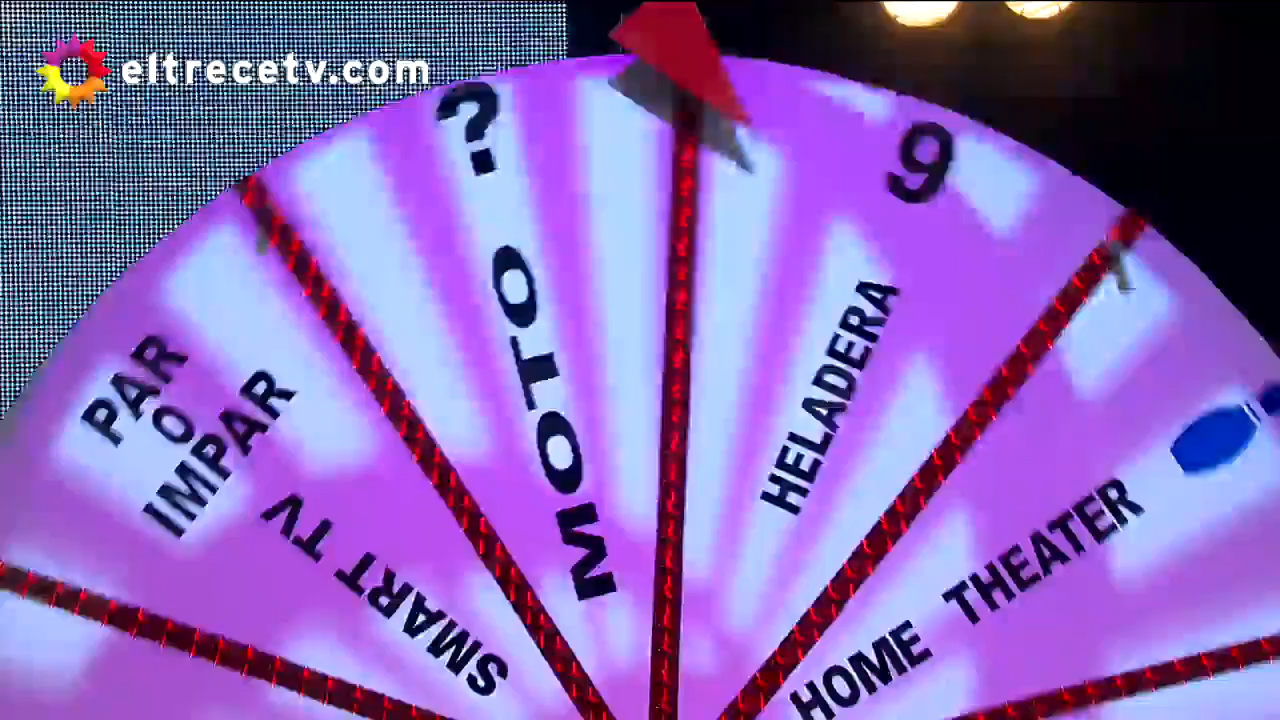 eltrecetv.com
PAR
O
IMPAR
SMART TV
MOTO ?
9
HELADERA
HOME THEATER